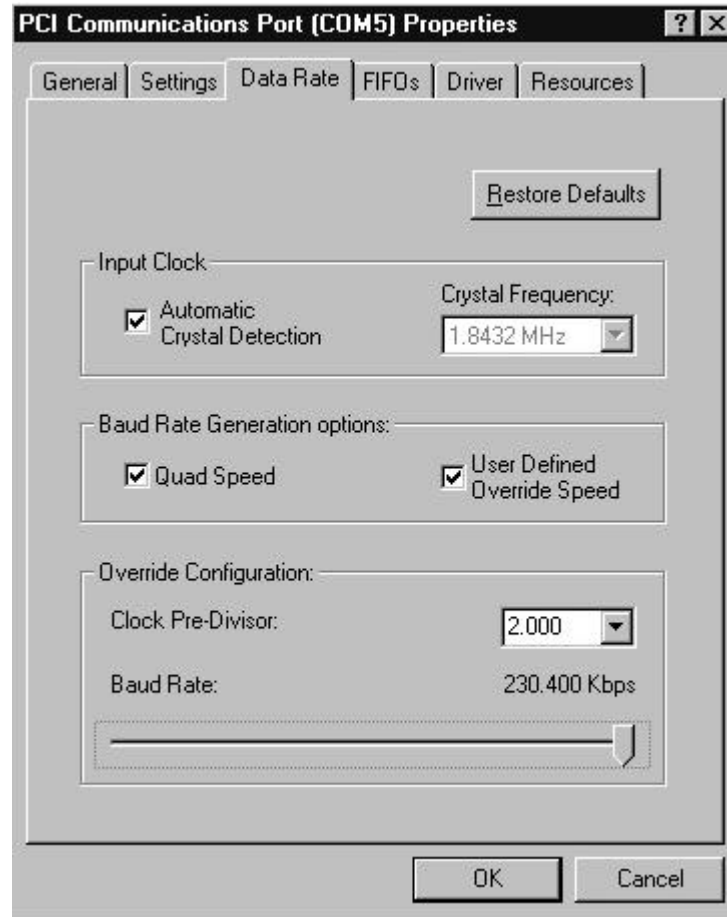 PCI Communications Port (COM5) Properties
General Settings Data Rate FIFOs Driver Resources
Restore Defaults
Input Clock
Automatic
Crystal Detection
Crystal Frequency:
1.8432 MHz
Baud Rate Generation options:
Quad Speed
User Defined
Override Speed
Override Configuration:
Clock Pre-Divisor: 2.000
Baud Rate: 230.400 Kbps
OK Cancel